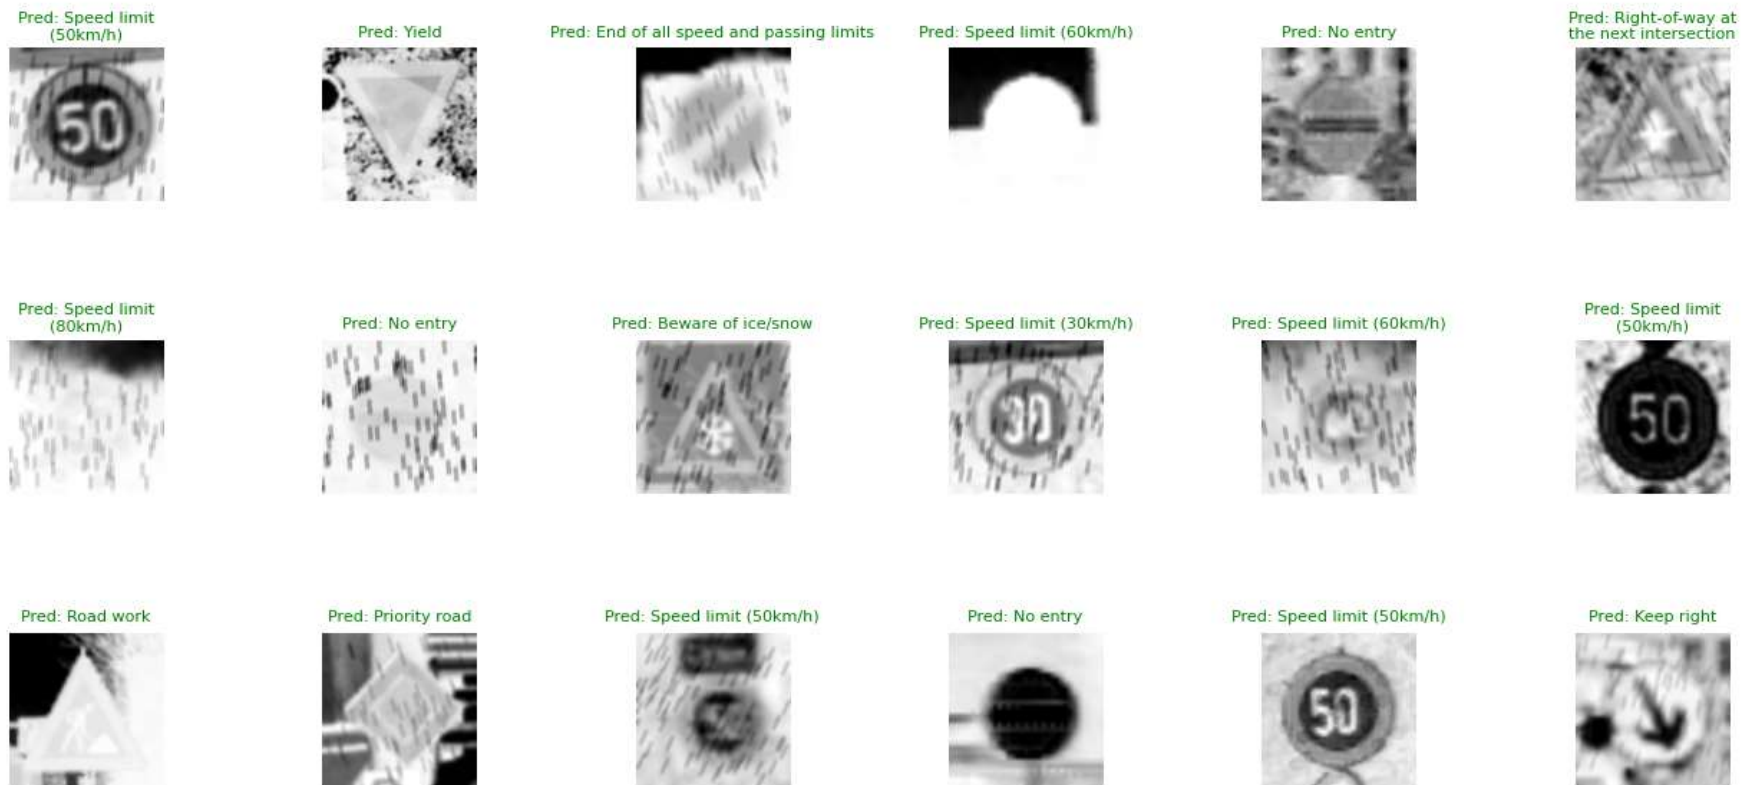 Pred: Speed limit
(50km/h)
Pred: Yield
Pred: End of all speed and passing limits
Pred: Speed limit (60km/h)
Pred: No entry
Pred: Right-of-way at
the next intersection
50
Pred: Speed limit
(80km/h)
Pred: No entry
Pred: Beware of ice/snow
Pred: Speed limit (30km/h)
Pred: Speed limit (60km/h)
Pred: Speed limit
(50km/h)
30
50
Pred: Road work
Pred: Priority road
Pred: Speed limit (50km/h)
Pred: No entry
Pred: Speed limit (50km/h)
Pred: Keep right
50